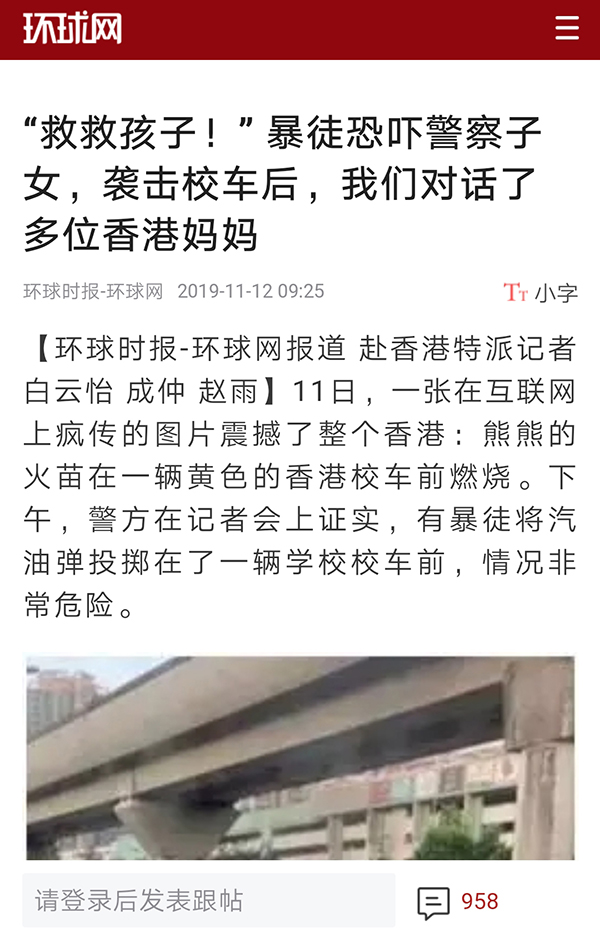 环球网
“救救孩子！” 暴徒恐吓警察子
女，袭击校车后，我们对话了
多位香港妈妈
环球时报-环球网 2019-11-12 09:25
TT 小字
【环球时报-环球网报道 赴香港特派记者
白云怡 成仲 赵雨】11日，一张在互联网
上疯传的图片震撼了整个香港：熊熊的
火苗在一辆黄色的香港校车前燃烧。下
午，警方在记者会上证实，有暴徒将汽
油弹投掷在了一辆学校校车前，情况非
常危险。
请登录后发表跟帖
958